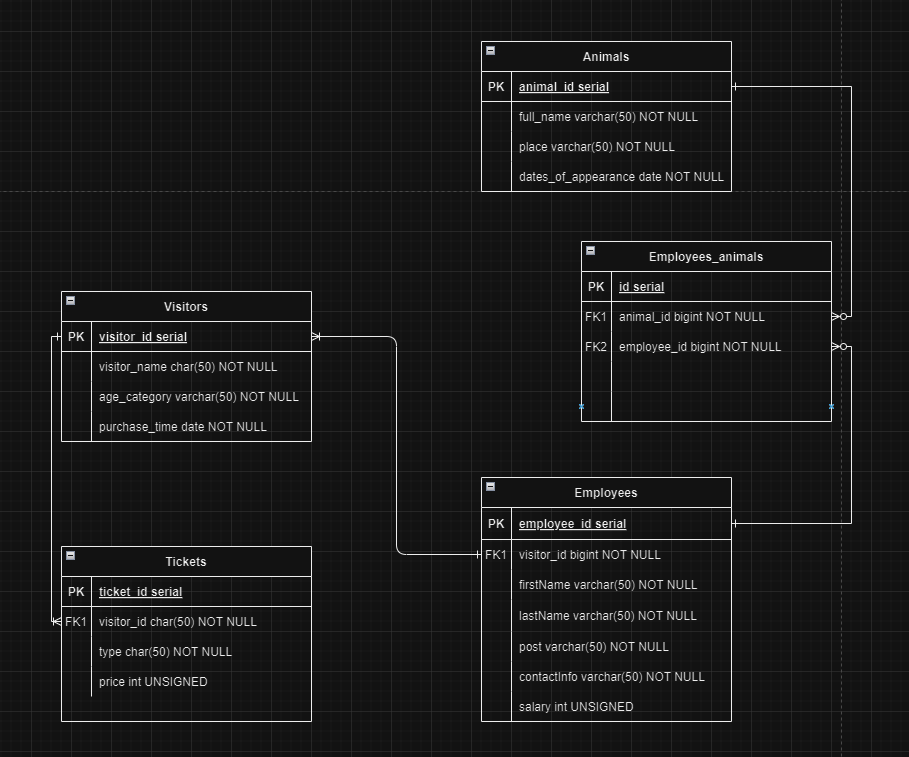 Animals
PK animal_id serial
full_name varchar(50) NOT NULL
place varchar(50) NOT NULL
dates_of_appearance date NOT NULL
Employees_animals
PK id serial
FK1 animal_id bigint NOT NULL
FK2 employee_id bigint NOT NULL
Visitors
PK visitor_id serial
visitor_name char(50) NOT NULL
age_category varchar(50) NOT NULL
purchase_time date NOT NULL
Employees
PK employee_id serial
FK1 visitor_id bigint NOT NULL
firstName varchar(50) NOT NULL
lastName varchar(50) NOT NULL
post varchar(50) NOT NULL
contactInfo varchar(50) NOT NULL
salary int UNSIGNED
Tickets
PK ticket_id serial
FK1 visitor_id char(50) NOT NULL
type char(50) NOT NULL
price int UNSIGNED